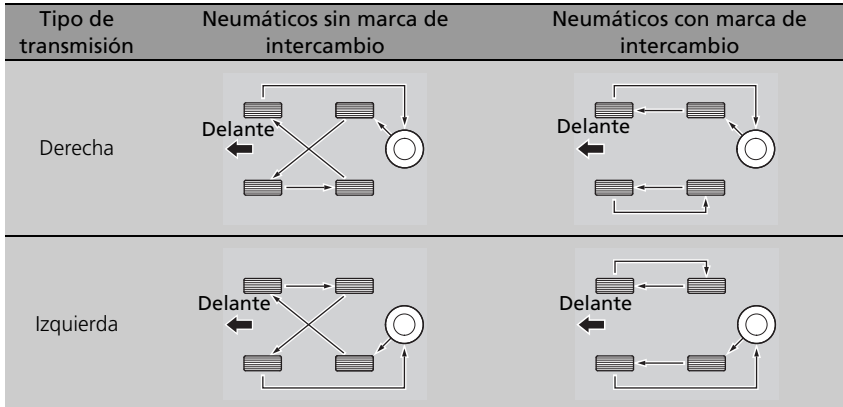 Tipo de transmisión
Neumáticos sin marca de intercambio
Neumáticos con marca de intercambio
Derecha
Delante
Delante
Izquierda
Delante
Delante